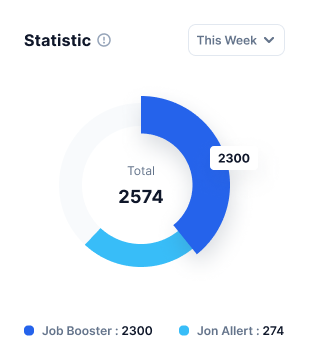 Statistic
This Week
2300
Total
2574
Job Booster : 2300
Jon Allert : 274